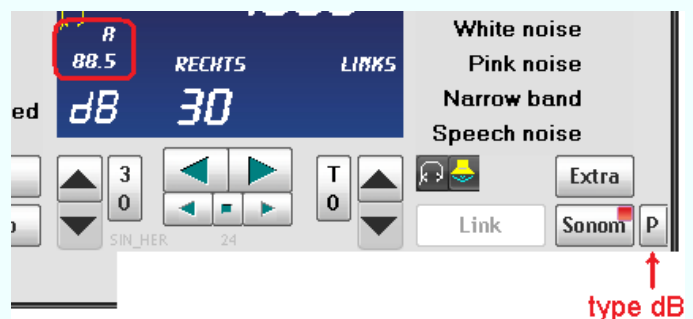 White noise
A
88.5 RECHTS LINKS Pink noise
ed dB 30 Narrow band
Speech noise
3
0
T
0
Extra
SIN_HER 24
Link Sonom P
type dB